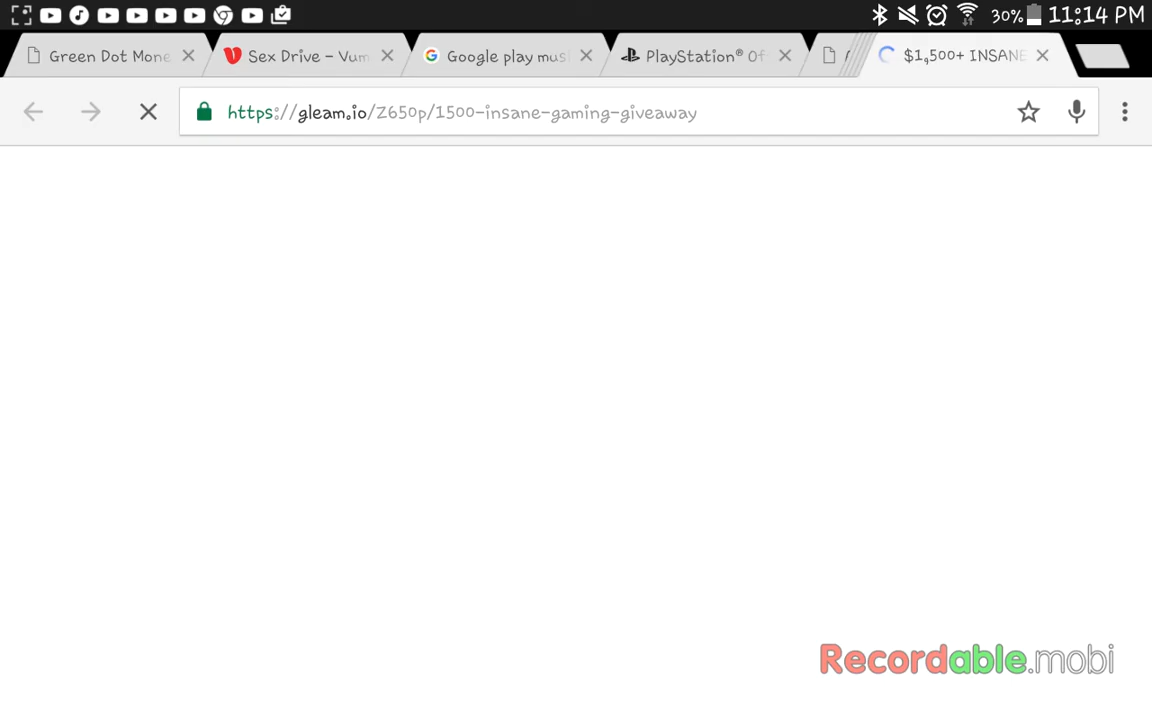 30% 11:14 PM
Green Dot Mone
Sex Drive – Vum
Google play mus
PlayStation® Of
$1,500+ INSANE
https://gleam.io/Z650p/1500-insane-gaming-giveaway
Recordable.mobi